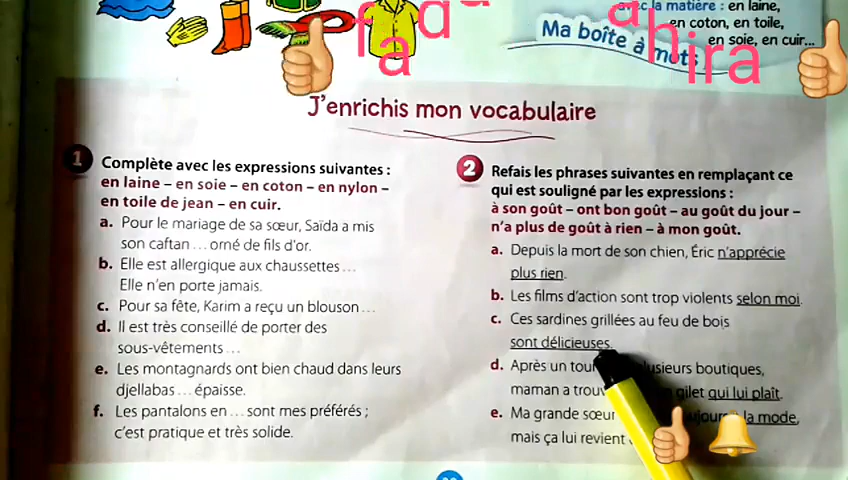 avec la matière : en laine,
en coton, en toile,
en soie, en cuir...
Ma boîte à mots
J'enrichis mon vocabulaire
1 Complète avec les expressions suivantes :
en laine – en soie – en coton – en nylon –
en toile de jean – en cuir.
a. Pour le mariage de sa sœur, Saïda a mis
son caftan ... orné de fils d'or.
b. Elle est allergique aux chaussettes ...
Elle n'en porte jamais.
c. Pour sa fête, Karim a reçu un blouson ...
d. Il est très conseillé de porter des
sous-vêtements ...
e. Les montagnards ont bien chaud dans leurs
djellabas ... épaisse.
f. Les pantalons en ... sont mes préférés ;
c'est pratique et très solide.
2 Refais les phrases suivantes en remplaçant ce
qui est souligné par les expressions :
à son goût – ont bon goût – au goût du jour –
n'a plus de goût à rien – à mon goût.
a. Depuis la mort de son chien, Éric n'apprécie
plus rien.
b. Les films d'action sont trop violents selon moi.
c. Ces sardines grillées au feu de bois
sont délicieuses.
d. Après un tour plusieurs boutiques,
maman a gilet qui lui plaît.
e. Ma grande sœur la mode,
mais ça lui revient